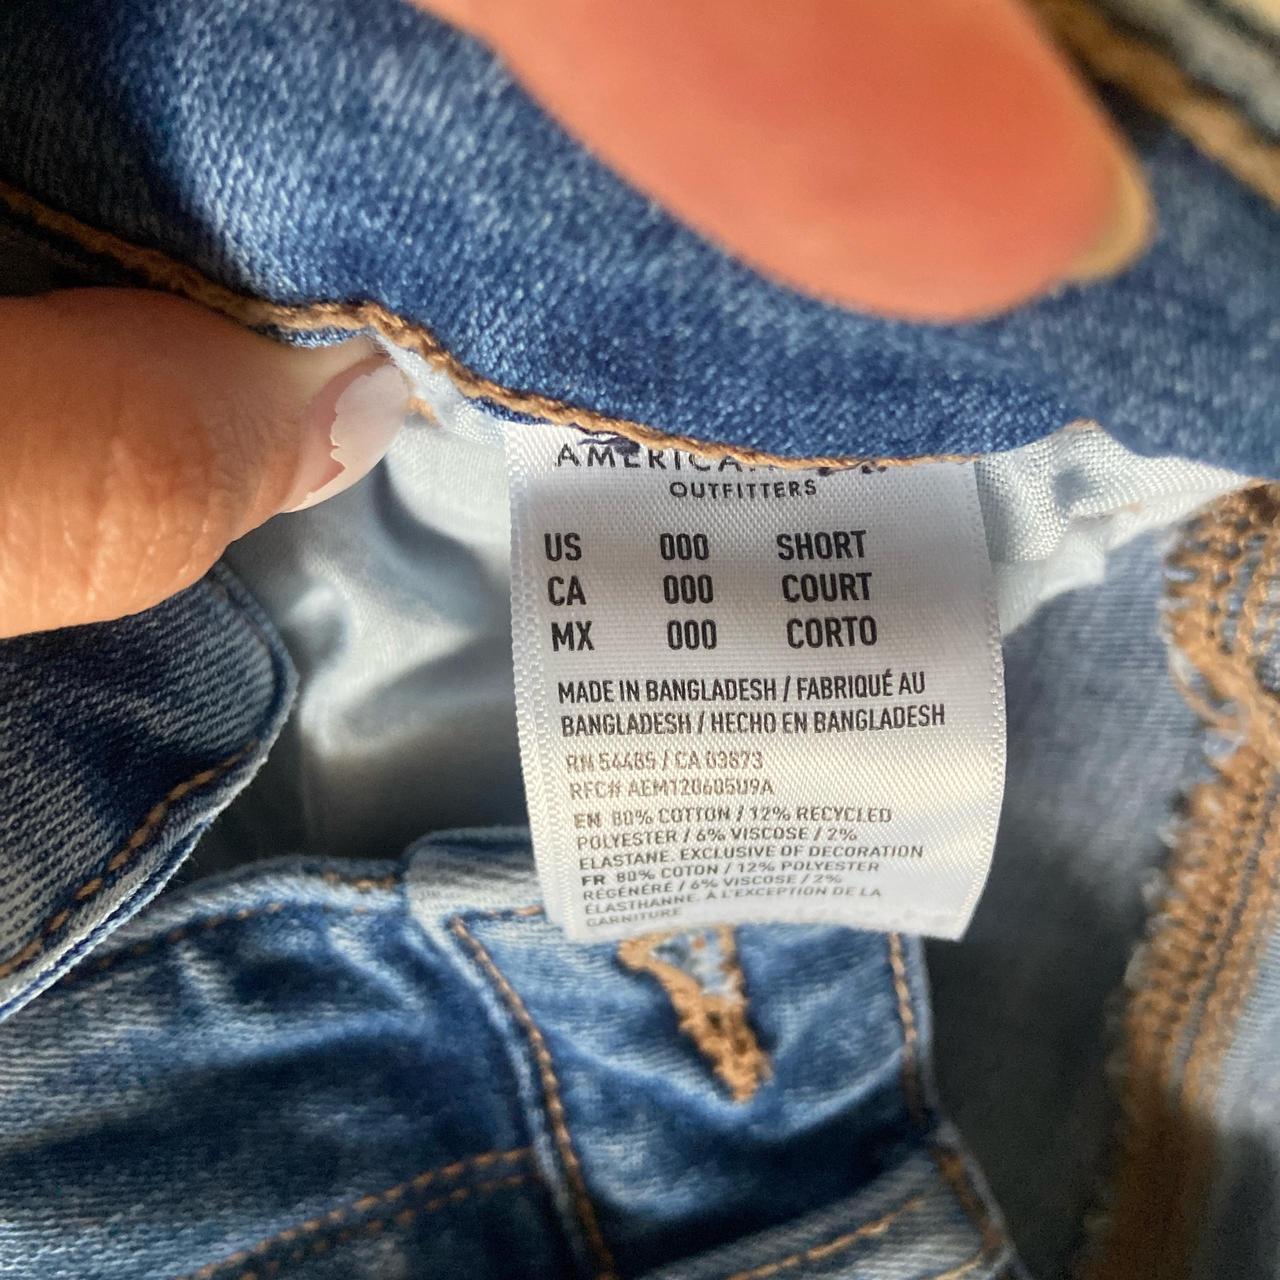 OUTFITTERS
US 000 SHORT
CA 000 COURT
MX 000 CORTO
MADE IN BANGLADESH / FABRIQUÉ AU
BANGLADESH / HECHO EN BANGLADESH
RN 54485 / CA 03873
RFC# AEM120605U9A
EN 80% COTTON / 12% RECYCLED
POLYESTER / 6% VISCOSE / 2%
ELASTANE. EXCLUSIVE OF DECORATION
FR 80% COTON / 12% POLYESTER
RÉGÉNÉRÉ / 6% VISCOSE / 2%
ÉLASTHANNE. À L'EXCEPTION DE LA
GARNITURE